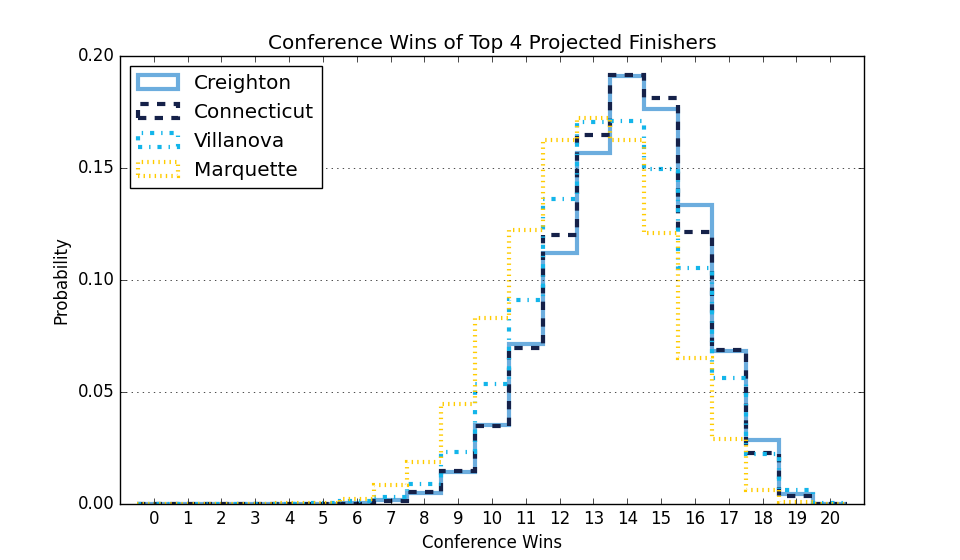 Conference Wins of Top 4 Projected Finishers
0.20
Creighton
Connecticut
Villanova
Marquette
0.15
0.10
0.05
0.00
Probability
0 1 2 3 4 5 6 7 8 9 10 11 12 13 14 15 16 17 18 19 20
Conference Wins